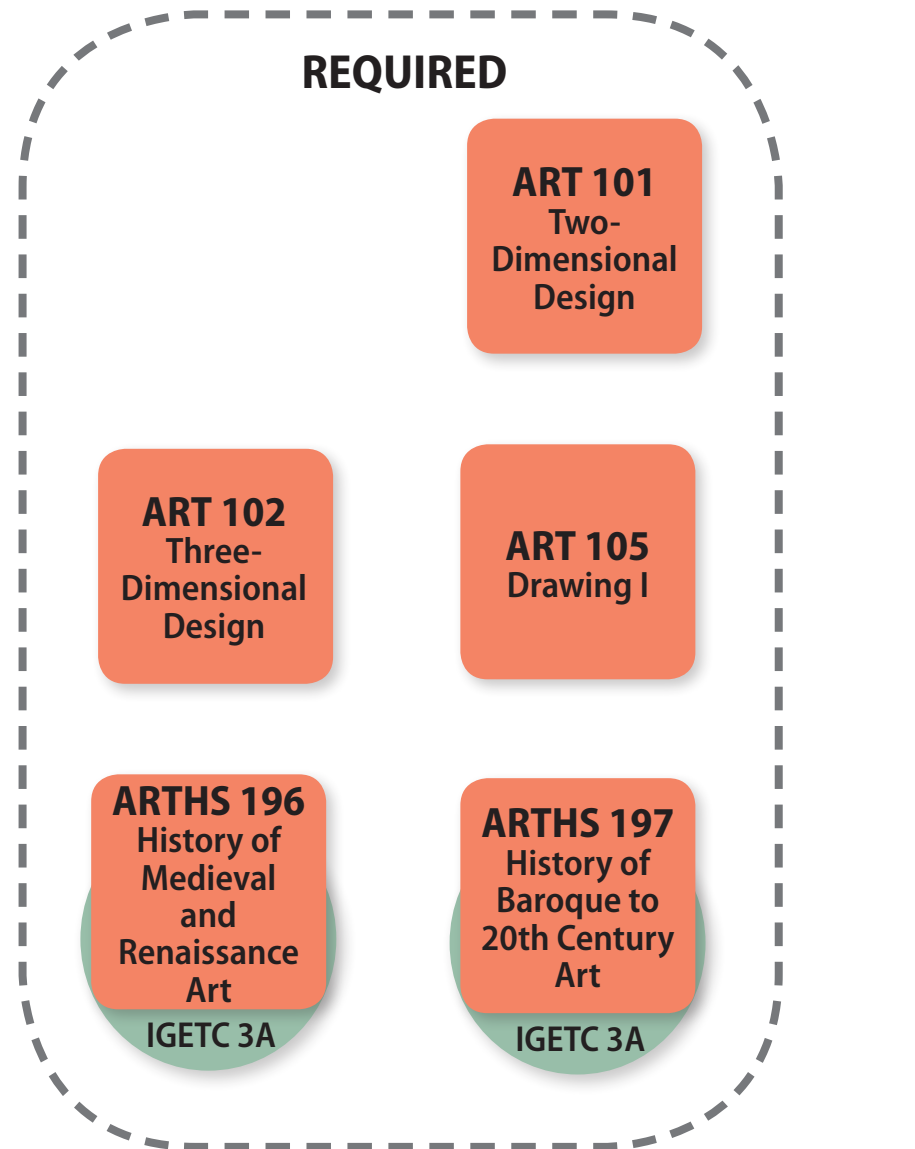 REQUIRED
ART 101
Two-
Dimensional
Design
ART 102
Three-
Dimensional
Design
ART 105
Drawing I
ARTHS 196
History of
Medieval
and
Renaissance
Art
IGETC 3A
ARTHS 197
History of
Baroque to
20th Century
Art
IGETC 3A